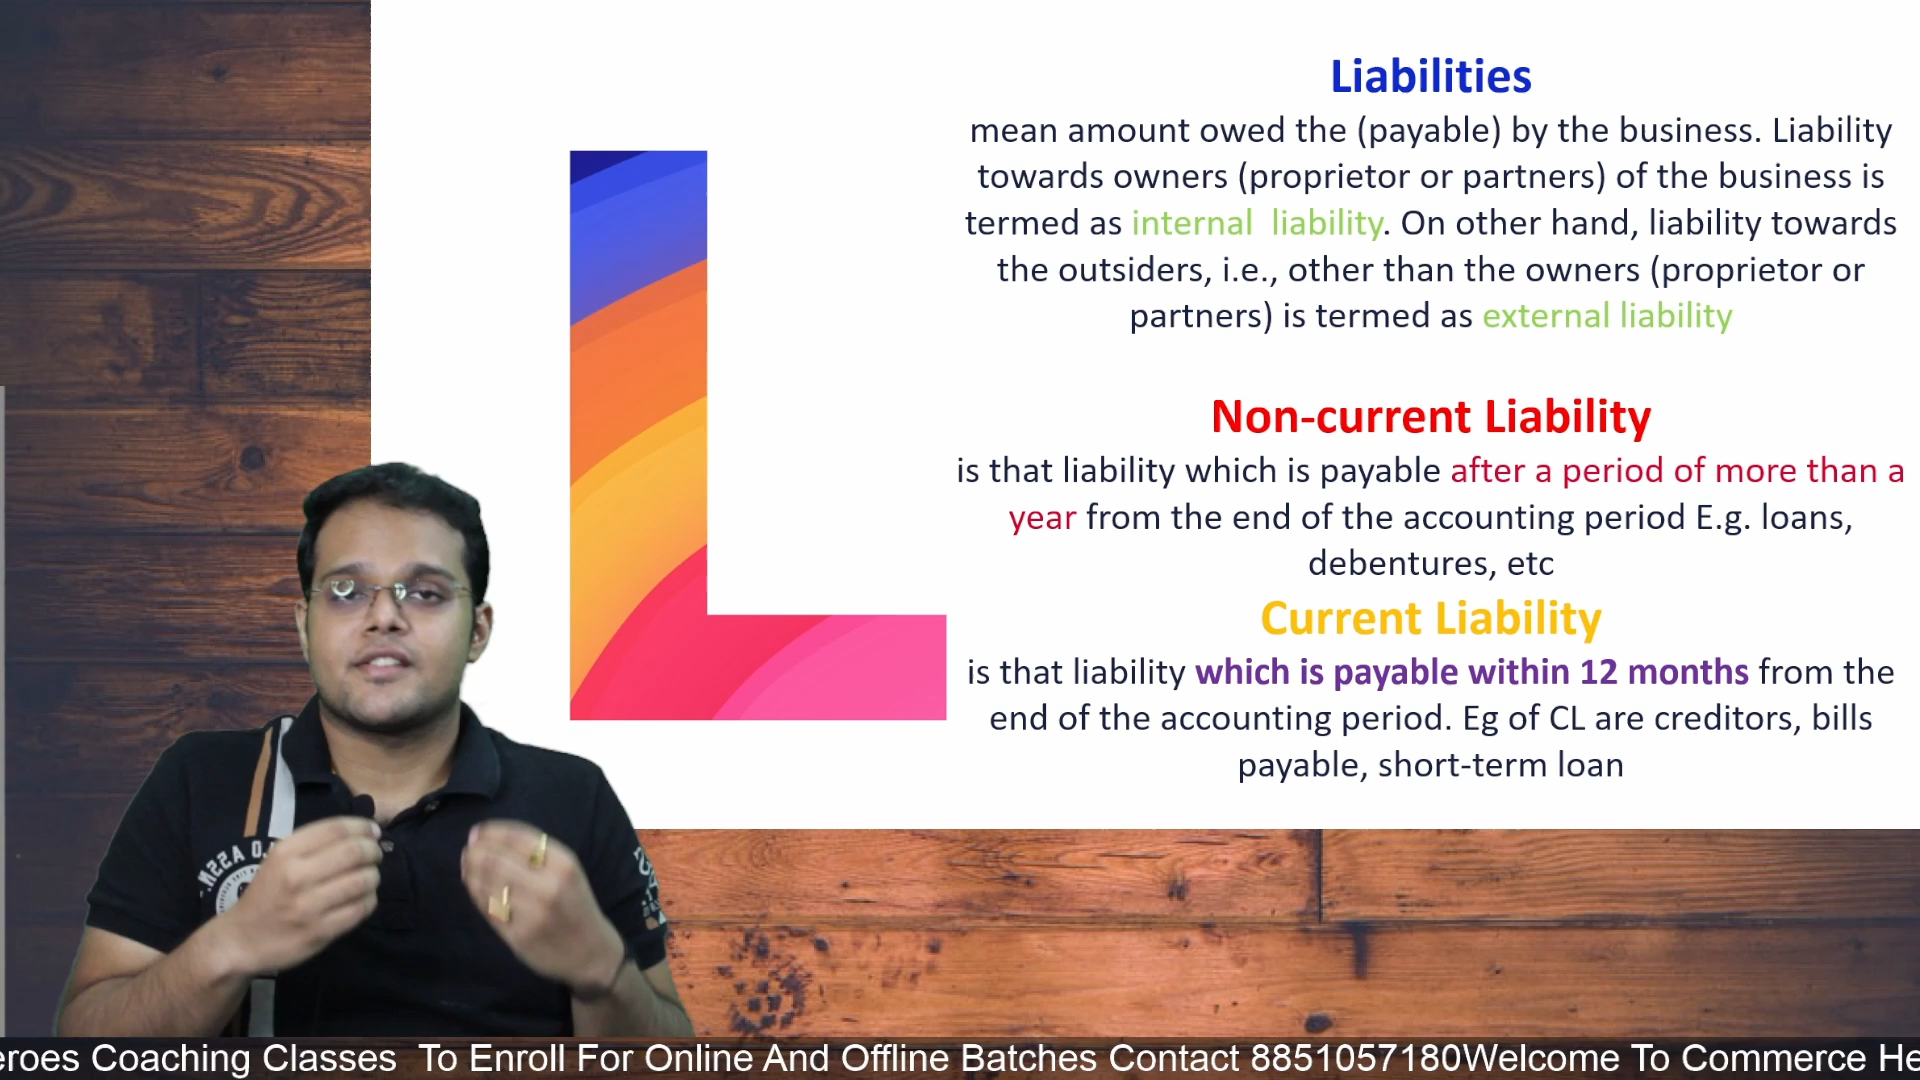 L
Liabilities
mean amount owed the (payable) by the business. Liability
towards owners (proprietor or partners) of the business is
termed as internal liability. On other hand, liability towards
the outsiders, i.e., other than the owners (proprietor or
partners) is termed as external liability
Non-current Liability
is that liability which is payable after a period of more than a
year from the end of the accounting period E.g. loans,
debentures, etc
Current Liability
is that liability which is payable within 12 months from the
end of the accounting period. Eg of CL are creditors, bills
payable, short-term loan
eroes Coaching Classes To Enroll For Online And Offline Batches Contact 8851057180Welcome To Commerce He